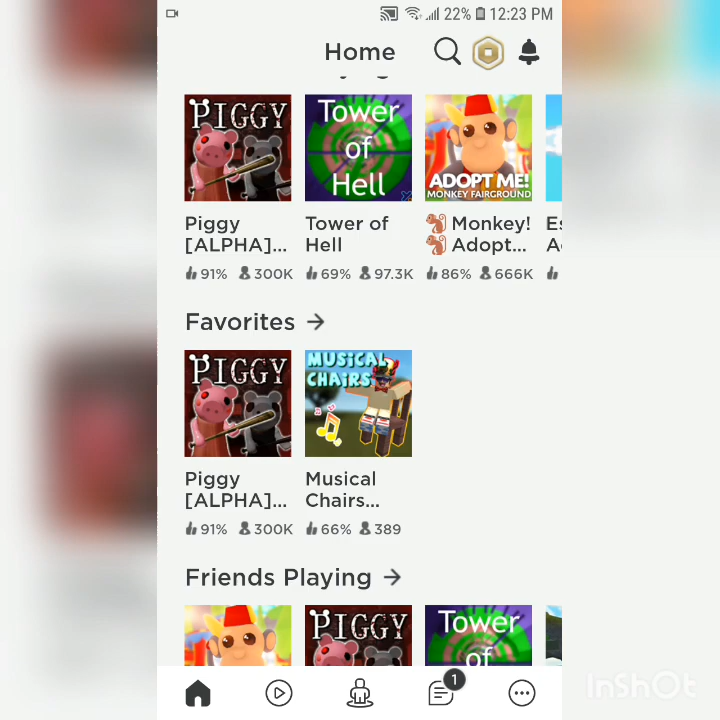 22% 12:23 PM
Home
PIGGY
Tower
of
Hell
ADOPT ME!
MONKEY FAIRGROUND
Piggy
[ALPHA]...
Tower of
Hell
Monkey!
Adopt...
Es
A
91% 300K
69% 97.3K
86% 666K
Favorites →
PIGGY
MUSICAL
CHAIRS
Piggy
[ALPHA]...
Musical
Chairs...
91% 300K
66% 389
Friends Playing →
PIGGY
Tower
of
1
InShOt